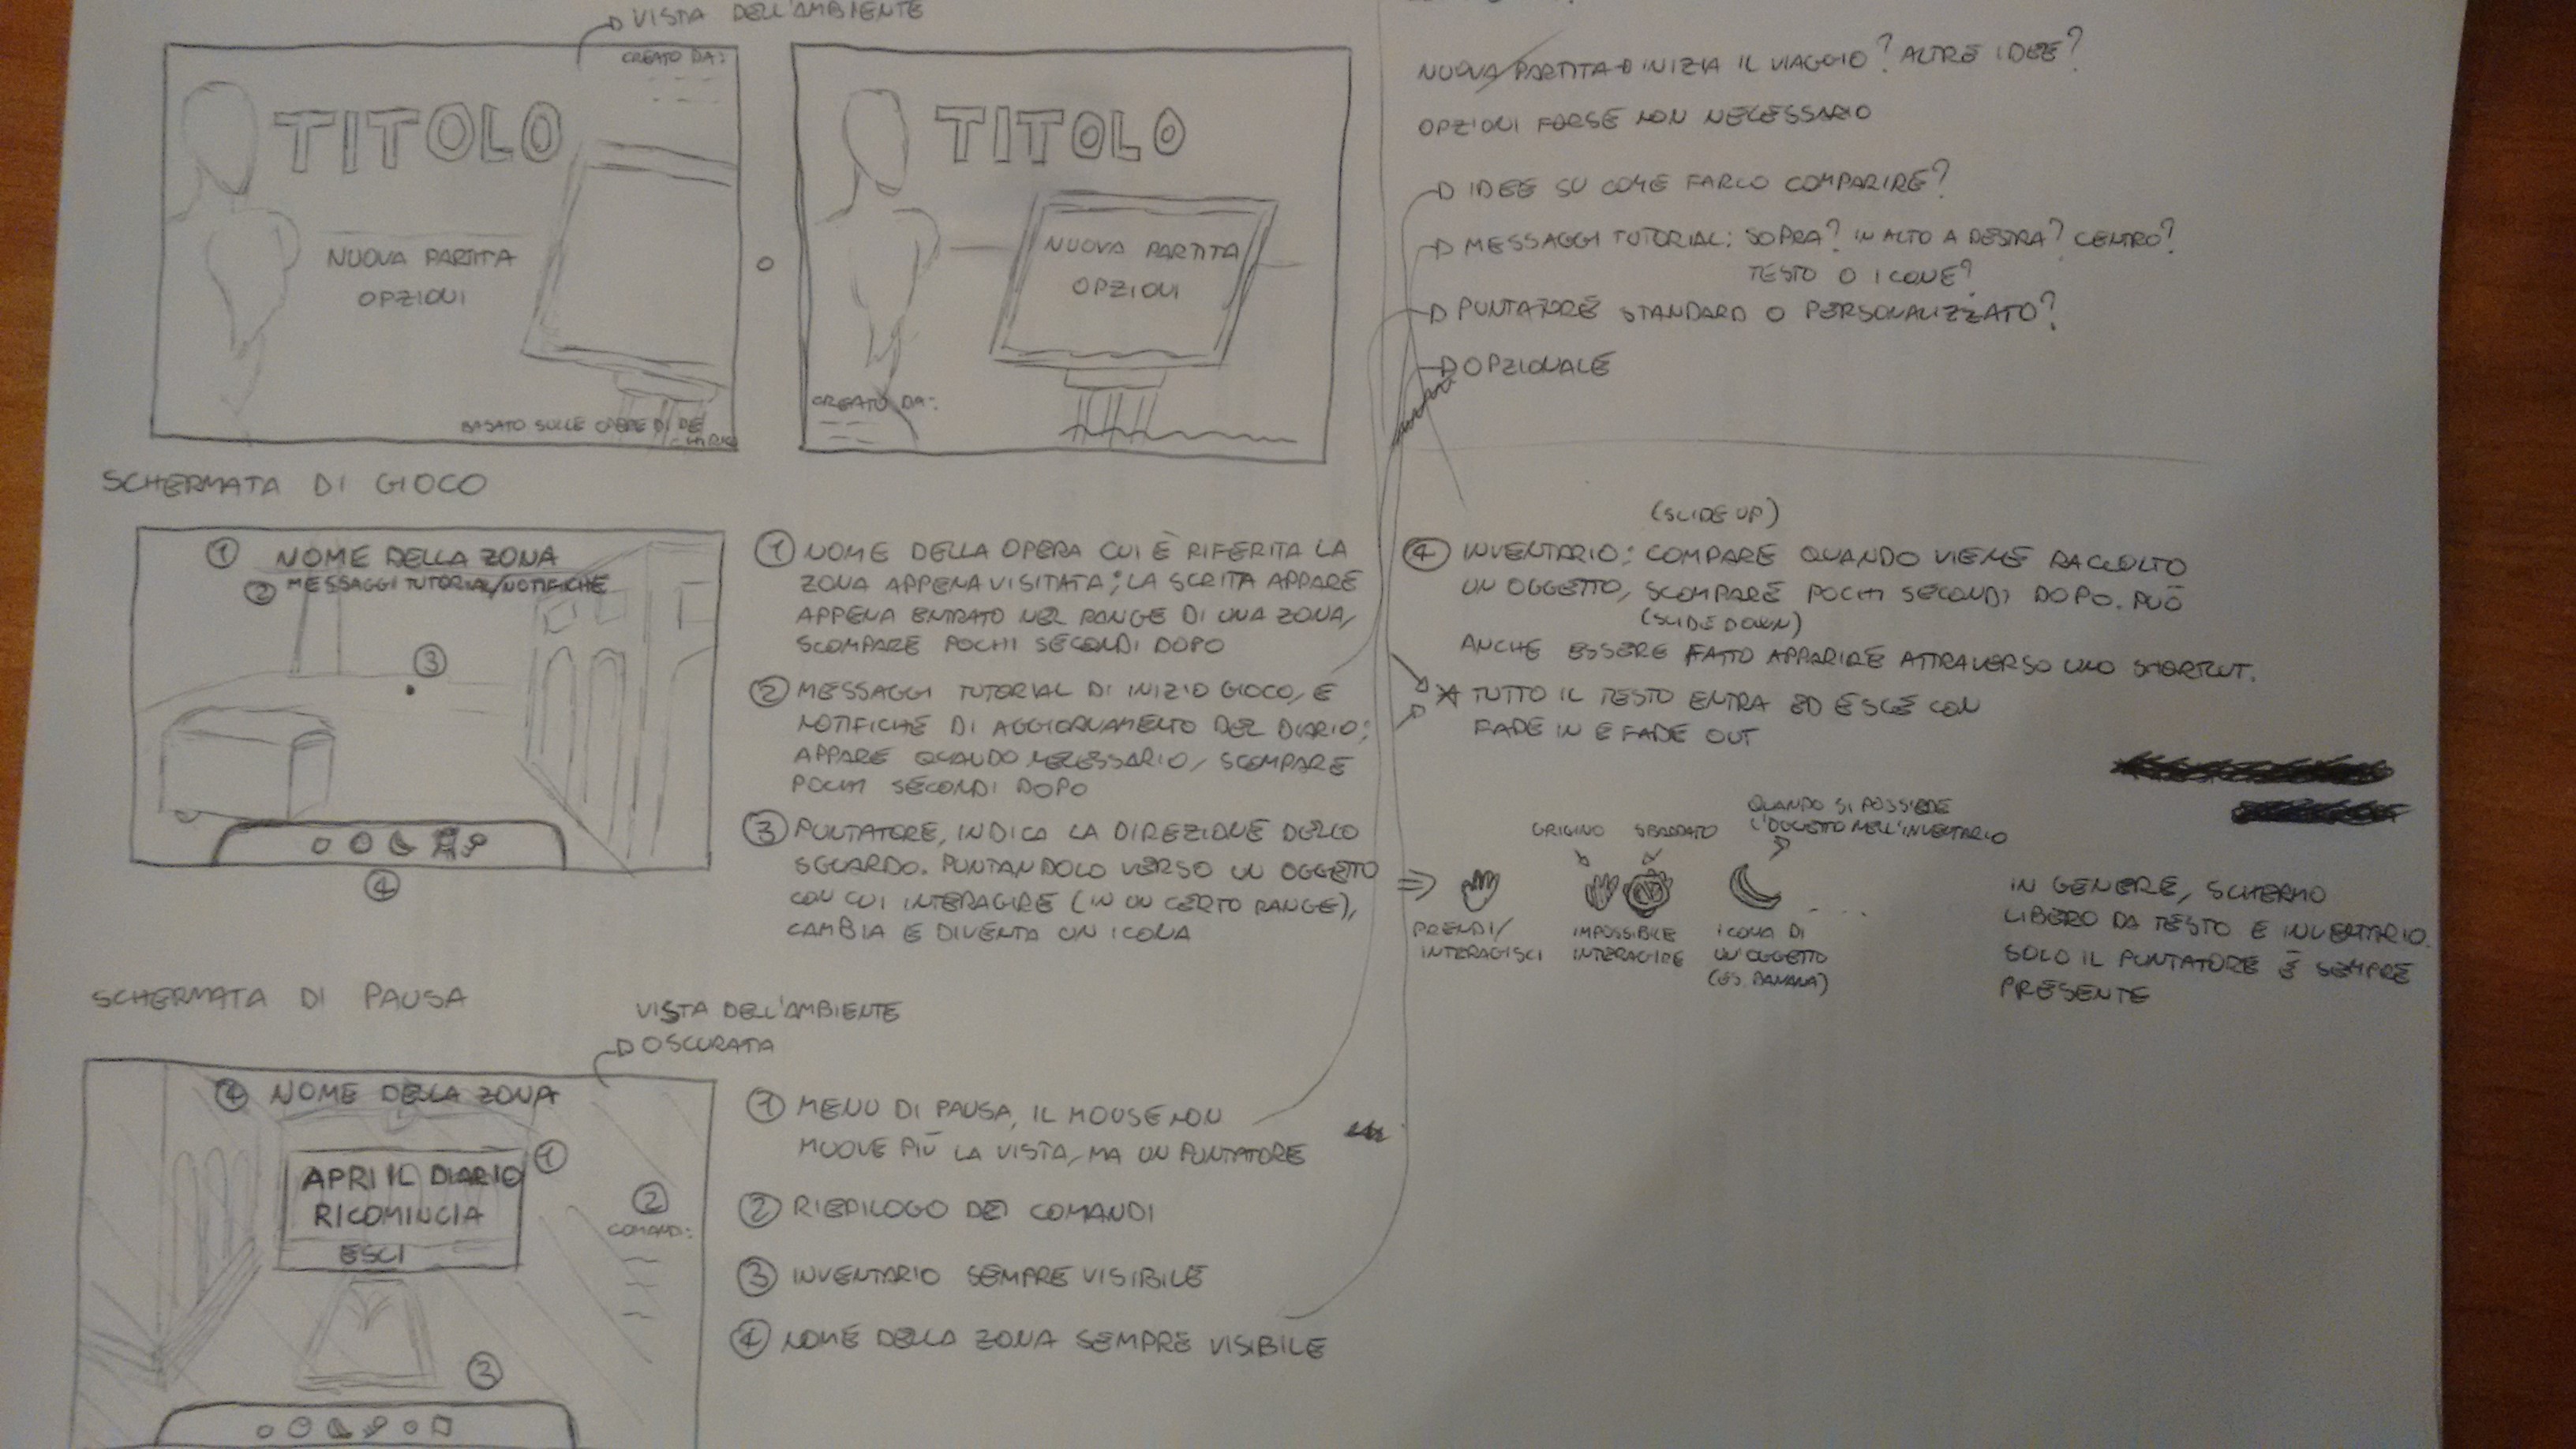 VISTA DELL'AMBIENTE
CREATO DA:
TITOLO
NUOVA PARTITA
OPZIONI
BASATO SULLE OPERE DI DE
CHIRICO
O
TITOLO
NUOVA PARTITA
OPZIONI
CREATO DA:
NUOVA PARTITA → INIZIA IL VIAGGIO? ALTRE IDEE?
OPZIONI FORSE NON NECESSARIO
IDEE SU COME FARLO COMPARIRE?
MESSAGGI TUTORIAL: SOPRA? IN ALTO A DESTRA? CENTRO?
TESTO O ICONE?
PUNTATORE STANDARD O PERSONALIZZATO?
OPZIONALE
SCHERMATA DI GIOCO
1 NOME DELLA ZONA
2 MESSAGGI TUTORIAL/NOTIFICHE
3
4
1 NOME DELLA OPERA CUI È RIFERITA LA
ZONA APPENA VISITATA; LA SCRITA APPARE
APPENA ENTRATO NEL RANGE DI UNA ZONA,
SCOMPARE POCHI SECONDI DOPO
2 MESSAGGI TUTORIAL DI INIZIO GIOCO, E
NOTIFICHE DI AGGIORNAMENTO DEL DIARIO;
APPARE QUANDO NECESSARIO, SCOMPARE
POCHI SECONDI DOPO
3 PUNTATORE, INDICA LA DIREZIONE DELLO
SGUARDO. PUNTANDOLO VERSO UN OGGETTO
CON CUI INTERAGIRE (IN UN CERTO RANGE),
CAMBIA E DIVENTA UN ICONA
(SLIDE UP)
4 INVENTARIO: COMPARE QUANDO VIENE RACCOLTO
UN OGGETTO, SCOMPARE POCHI SECONDI DOPO. PUÒ
(SLIDE DOWN)
ANCHE ESSERE FATTO APPARIRE ATTRAVERSO UNO SHORTCUT.
* TUTTO IL TESTO ENTRA ED ESCE CON
FADE IN E FADE OUT
GRIGINO
SBARRATO
QUANDO SI POSSIEDE
L'OGGETTO NELL'INVENTARIO
PRENDI/
INTERAGISCI
IMPOSSIBILE
INTERAGIRE
ICONA DI
UN'OGGETTO
(ES. BANANA)
IN GENERE, SCHERMO
LIBERO DA TESTO E INVENTARIO.
SOLO IL PUNTATORE È SEMPRE
PRESENTE
SCHERMATA DI PAUSA
VISTA DELL'AMBIENTE
OSCURATA
4 NOME DELLA ZONA
APRI IL DIARIO
RICOMINCIA
ESCI
1
2
COMANDI:
3
1 MENU DI PAUSA, IL MOUSE NON
MUOVE PIÙ LA VISTA, MA UN PUNTATORE
2 RIEPILOGO DEI COMANDI
3 INVENTARIO SEMPRE VISIBILE
4 NOME DELLA ZONA SEMPRE VISIBILE